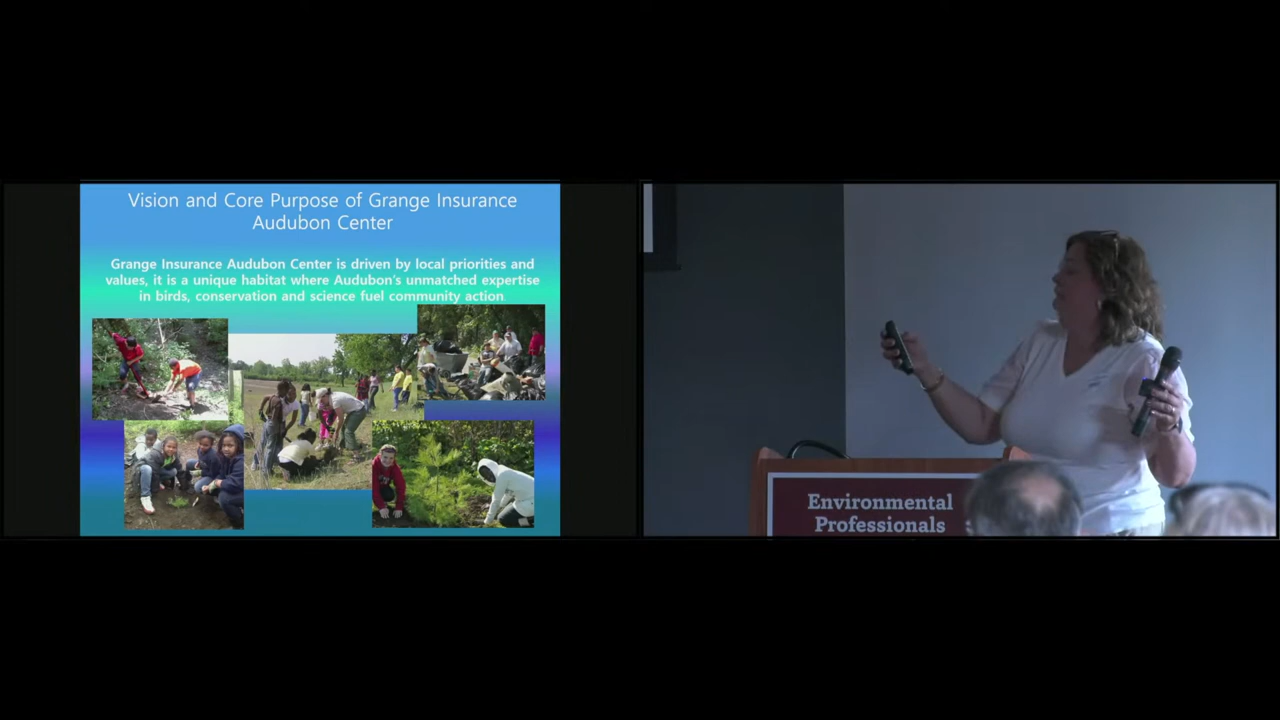 Vision and Core Purpose of Grange Insurance
Audubon Center
Grange Insurance Audubon Center is driven by local priorities and
values, it is a unique habitat where Audubon's unmatched expertise
in birds, conservation and science fuel community action.
Environmental
Professionals